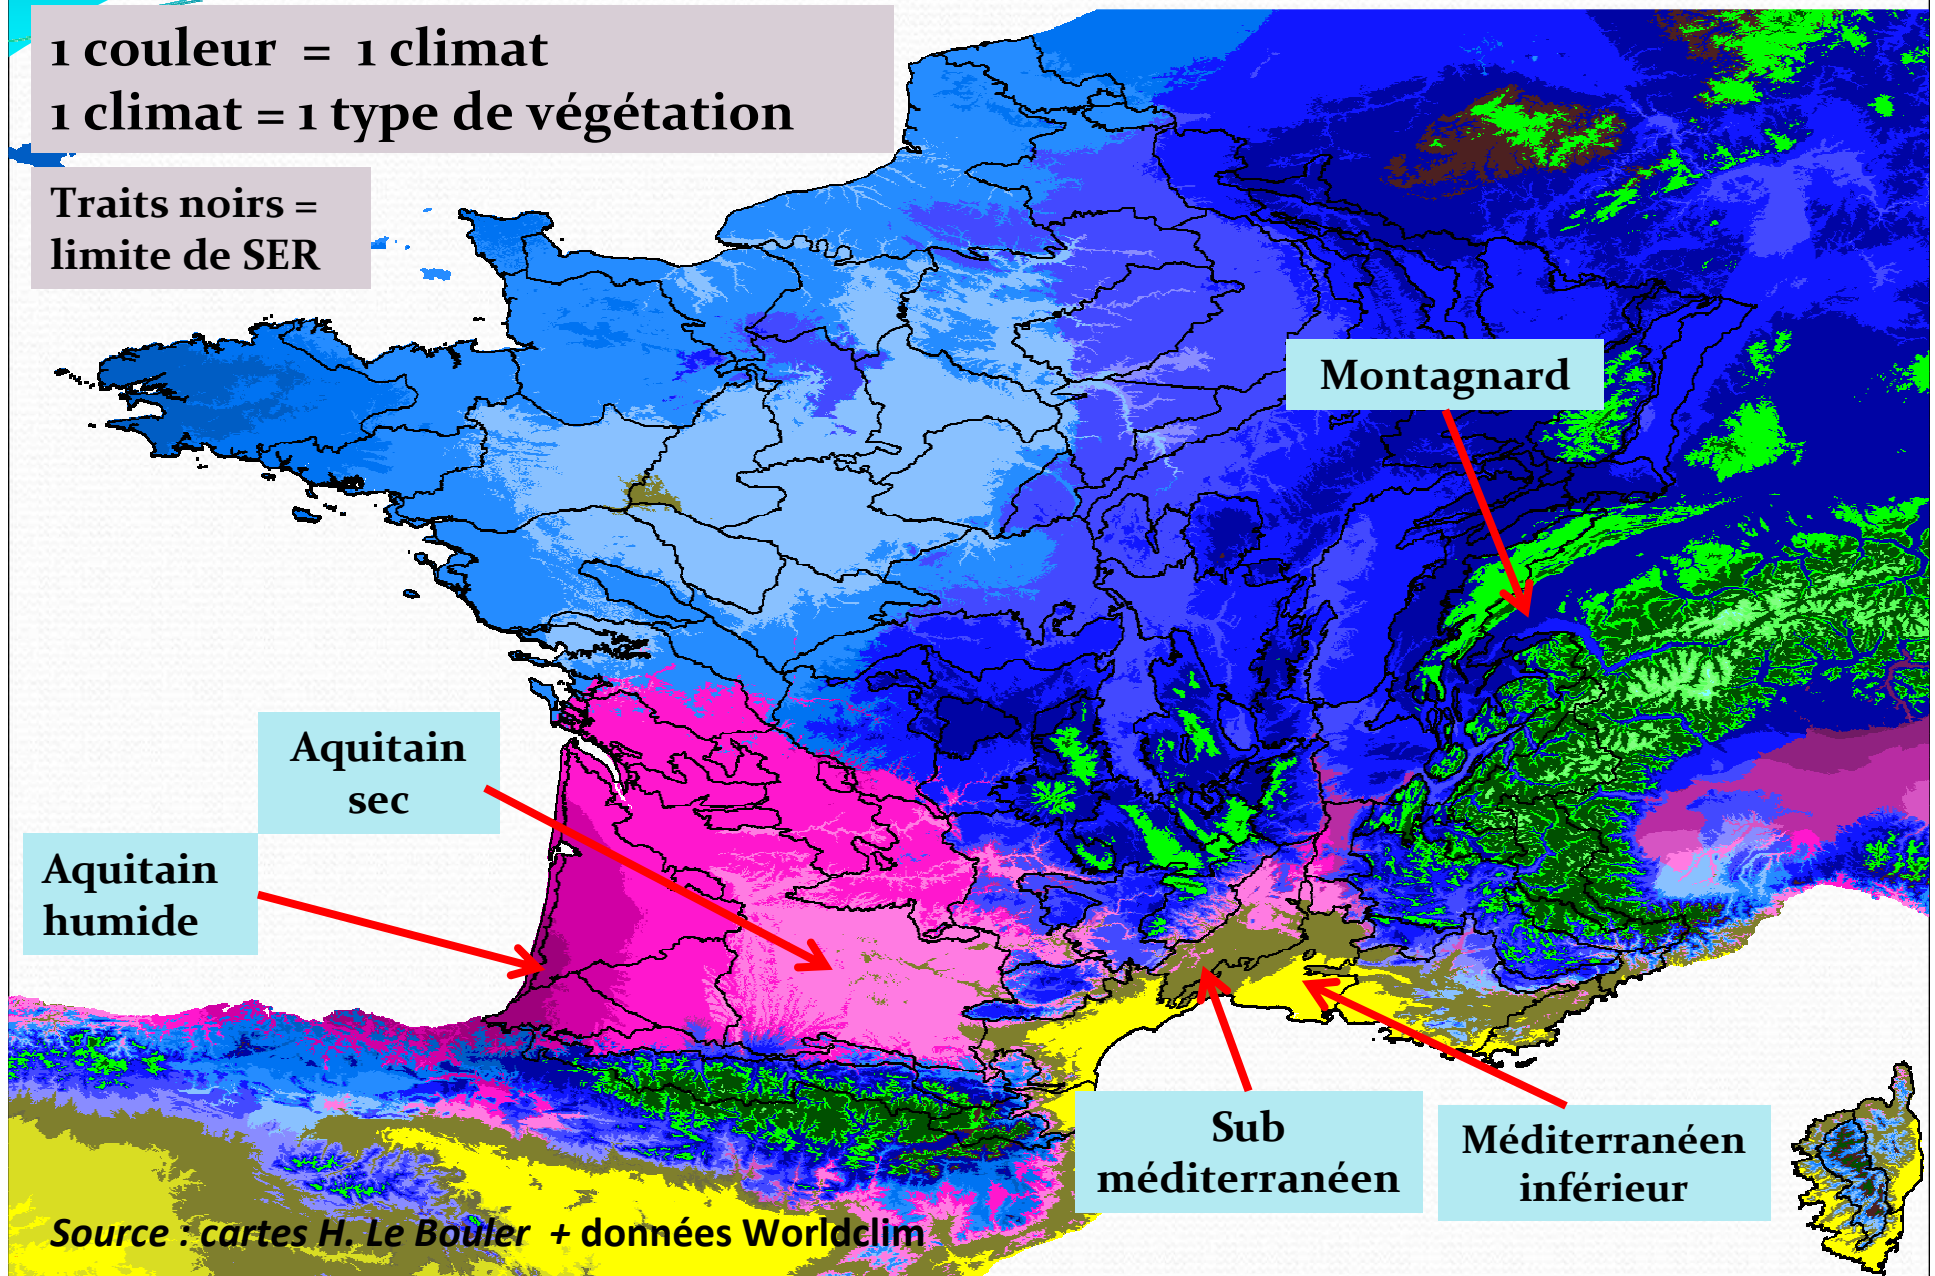 1 couleur = 1 climat
1 climat = 1 type de végétation
Traits noirs =
limite de SER
Montagnard
Aquitain
sec
Aquitain
humide
Sub
méditerranéen
Méditerranéen
inférieur
Source : cartes H. Le Bouler + données Worldclim